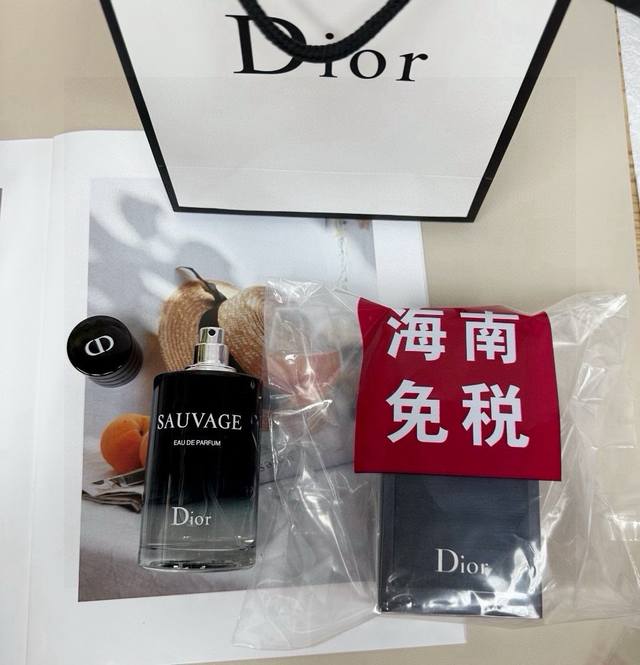 Dior
SAUVAGE
EAU DE PARFUM
Dior
海南
免税
Dior